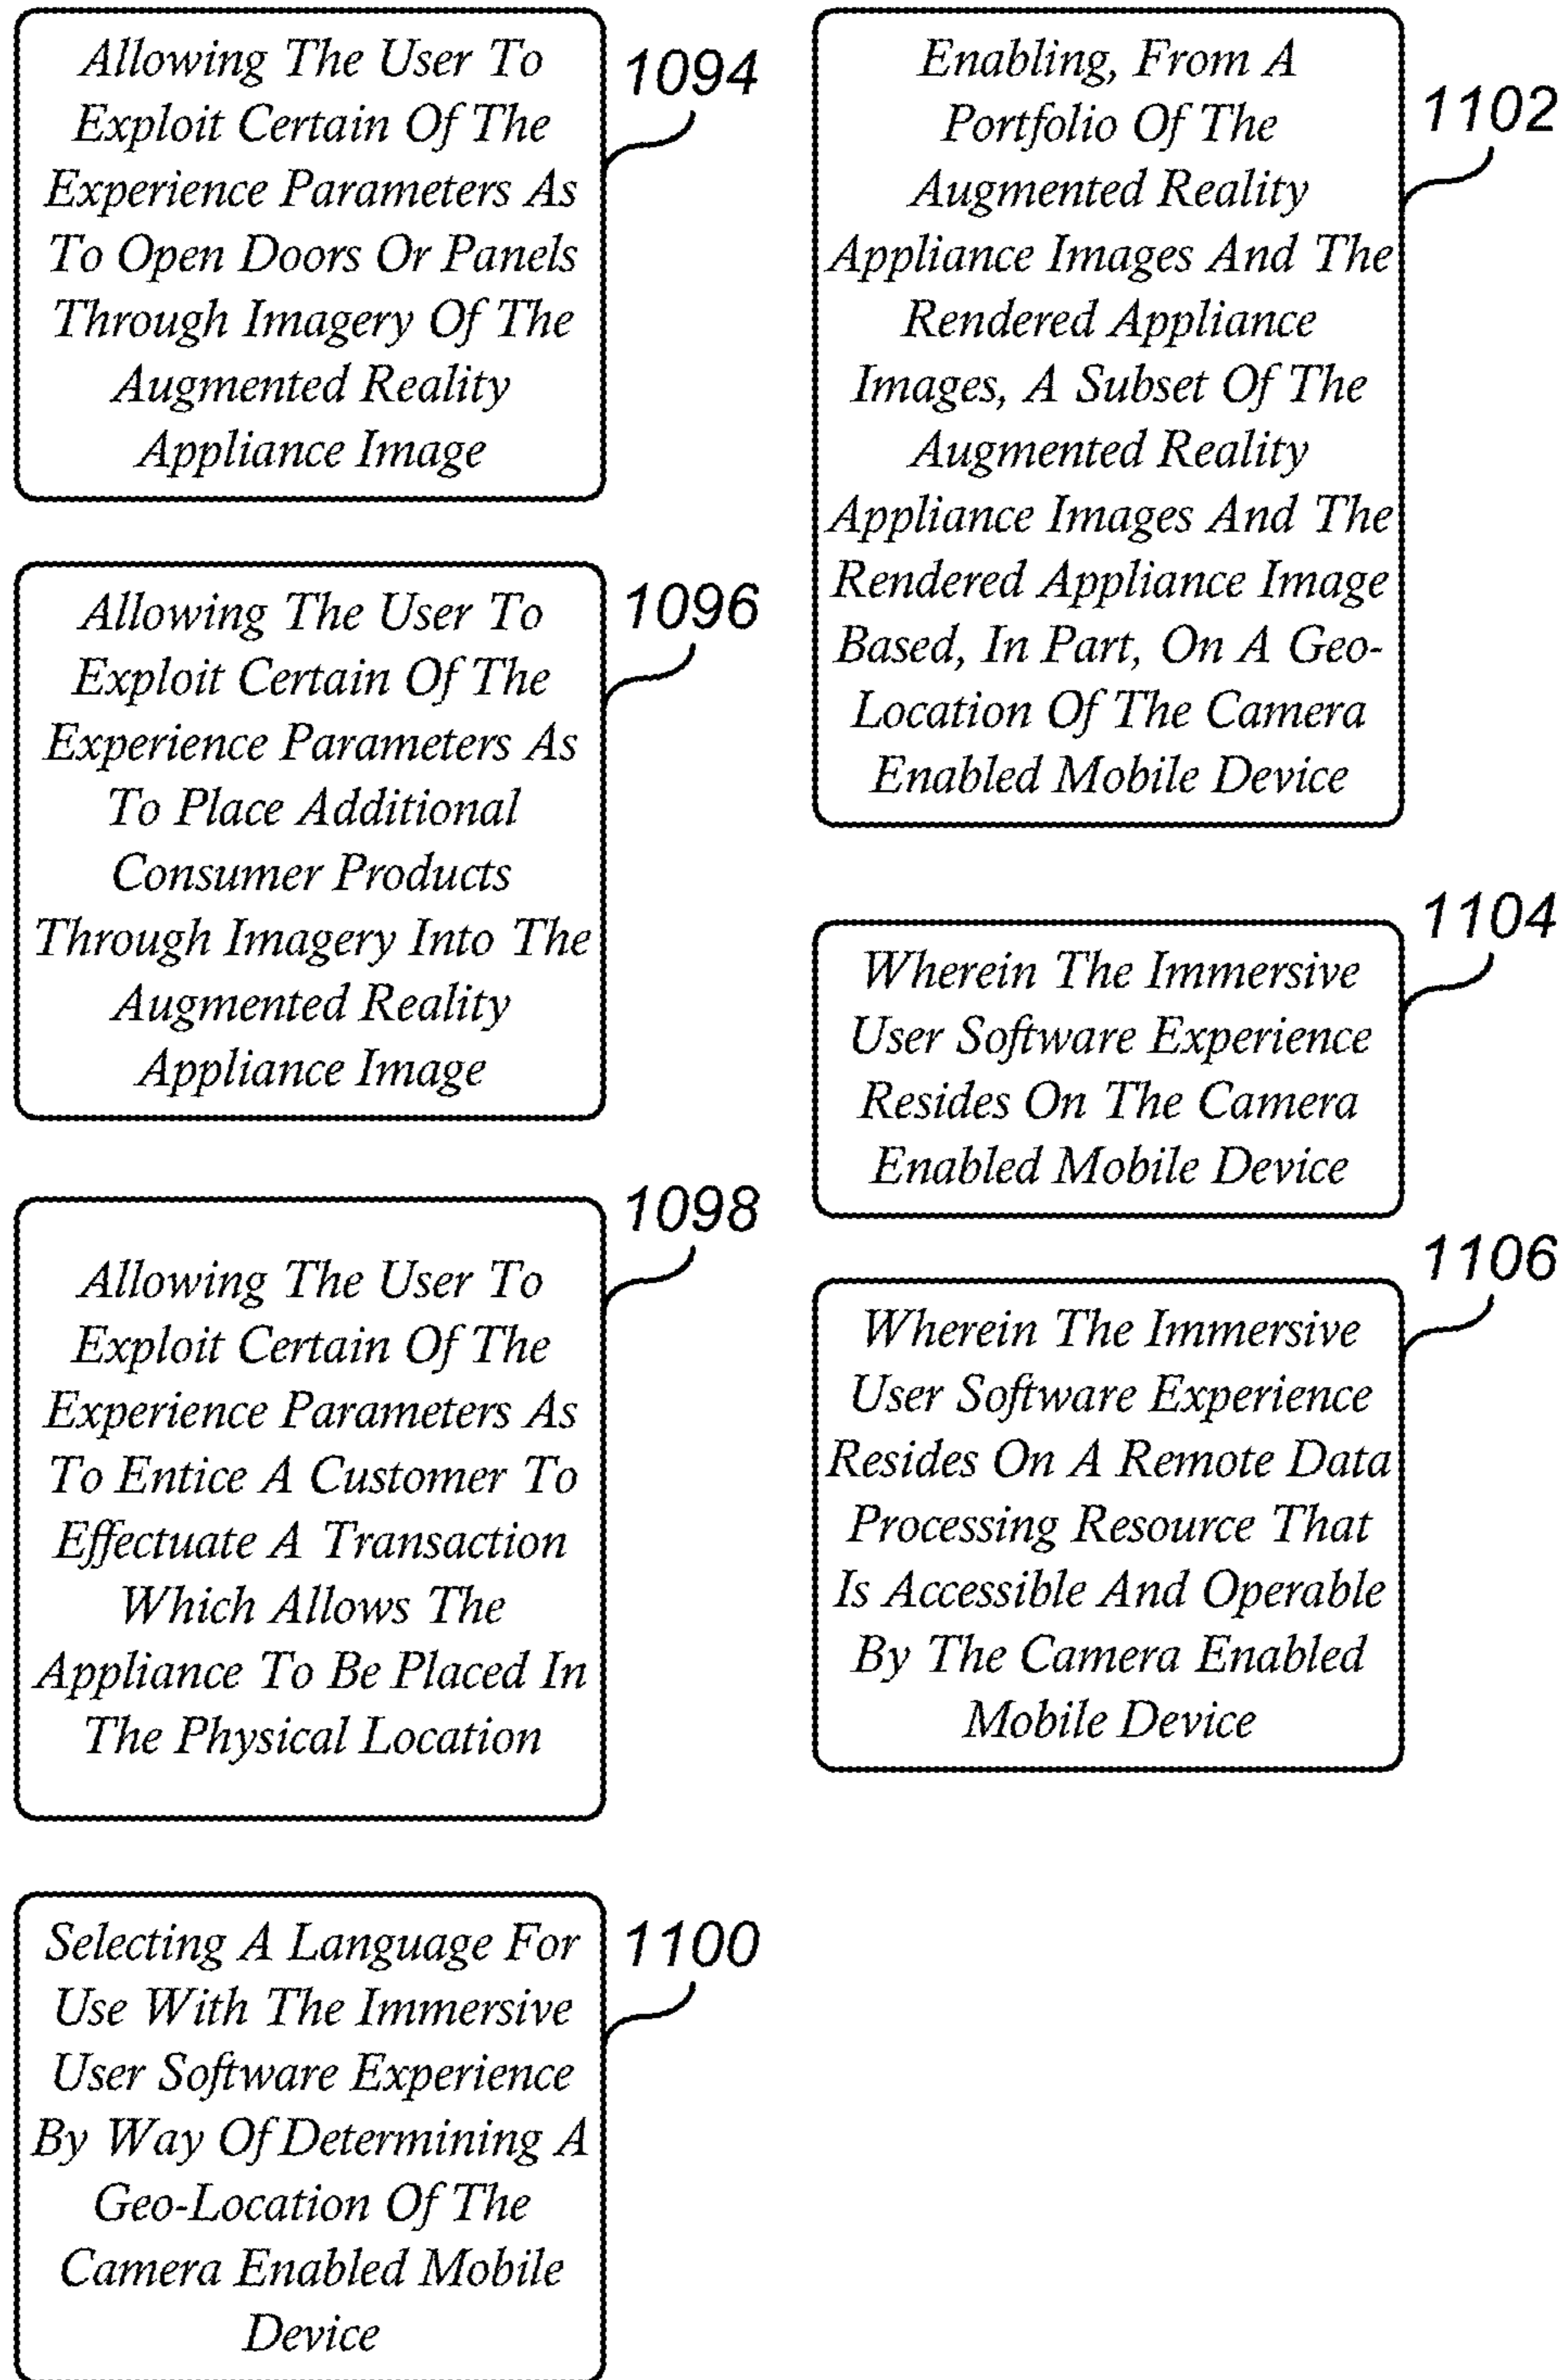 Allowing The User To
Exploit Certain Of The
Experience Parameters As
To Open Doors Or Panels
Through Imagery Of The
Augmented Reality
Appliance Image
1094
Allowing The User To
Exploit Certain Of The
Experience Parameters As
To Place Additional
Consumer Products
Through Imagery Into The
Augmented Reality
Appliance Image
1096
Allowing The User To
Exploit Certain Of The
Experience Parameters As
To Entice A Customer To
Effectuate A Transaction
Which Allows The
Appliance To Be Placed In
The Physical Location
1098
Selecting A Language For
Use With The Immersive
User Software Experience
By Way Of Determining A
Geo-Location Of The
Camera Enabled Mobile
Device
1100
Enabling, From A
Portfolio Of The
Augmented Reality
Appliance Images And The
Rendered Appliance
Images, A Subset Of The
Augmented Reality
Appliance Images And The
Rendered Appliance Image
Based, In Part, On A Geo-
Location Of The Camera
Enabled Mobile Device
1102
Wherein The Immersive
User Software Experience
Resides On The Camera
Enabled Mobile Device
1104
Wherein The Immersive
User Software Experience
Resides On A Remote Data
Processing Resource That
Is Accessible And Operable
By The Camera Enabled
Mobile Device
1106